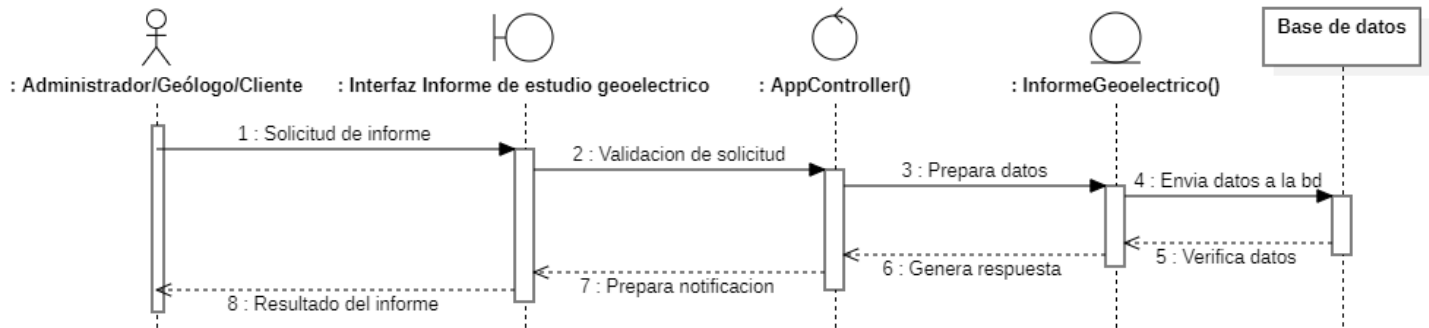 Base de datos
: Administrador/Geólogo/Cliente
: Interfaz Informe de estudio geoelectrico
: AppController()
: InformeGeoelectrico()
1 : Solicitud de informe
2 : Validacion de solicitud
3 : Prepara datos
4 : Envia datos a la bd
5 : Verifica datos
6 : Genera respuesta
7 : Prepara notificacion
8 : Resultado del informe